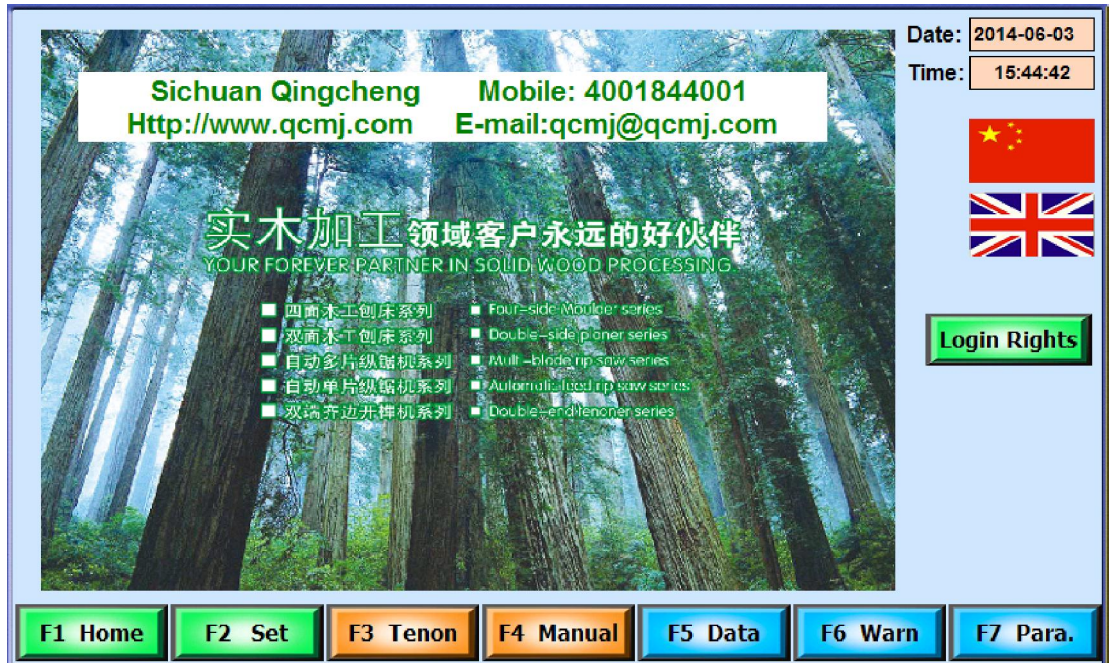 Date: 2014-06-03
Time: 15:44:42
Sichuan Qingcheng Mobile: 4001844001
Http://www.qcmj.com E-mail:qcmj@qcmj.com
实木加工领域客户永远的好伙伴
YOUR FOREVER PARTNER IN SOLID WOOD PROCESSING.
四面木工刨床系列 Four-side Moulder series
双面木工刨床系列 Double-side planer series
自动多片纵锯机系列 Multi-blade rip saw series
自动单片纵锯机系列 Automatic feed rip saw series
双端齐边开榫机系列 Double-end tenoner series
Login Rights
F1 Home F2 Set F3 Tenon F4 Manual F5 Data F6 Warn F7 Para.